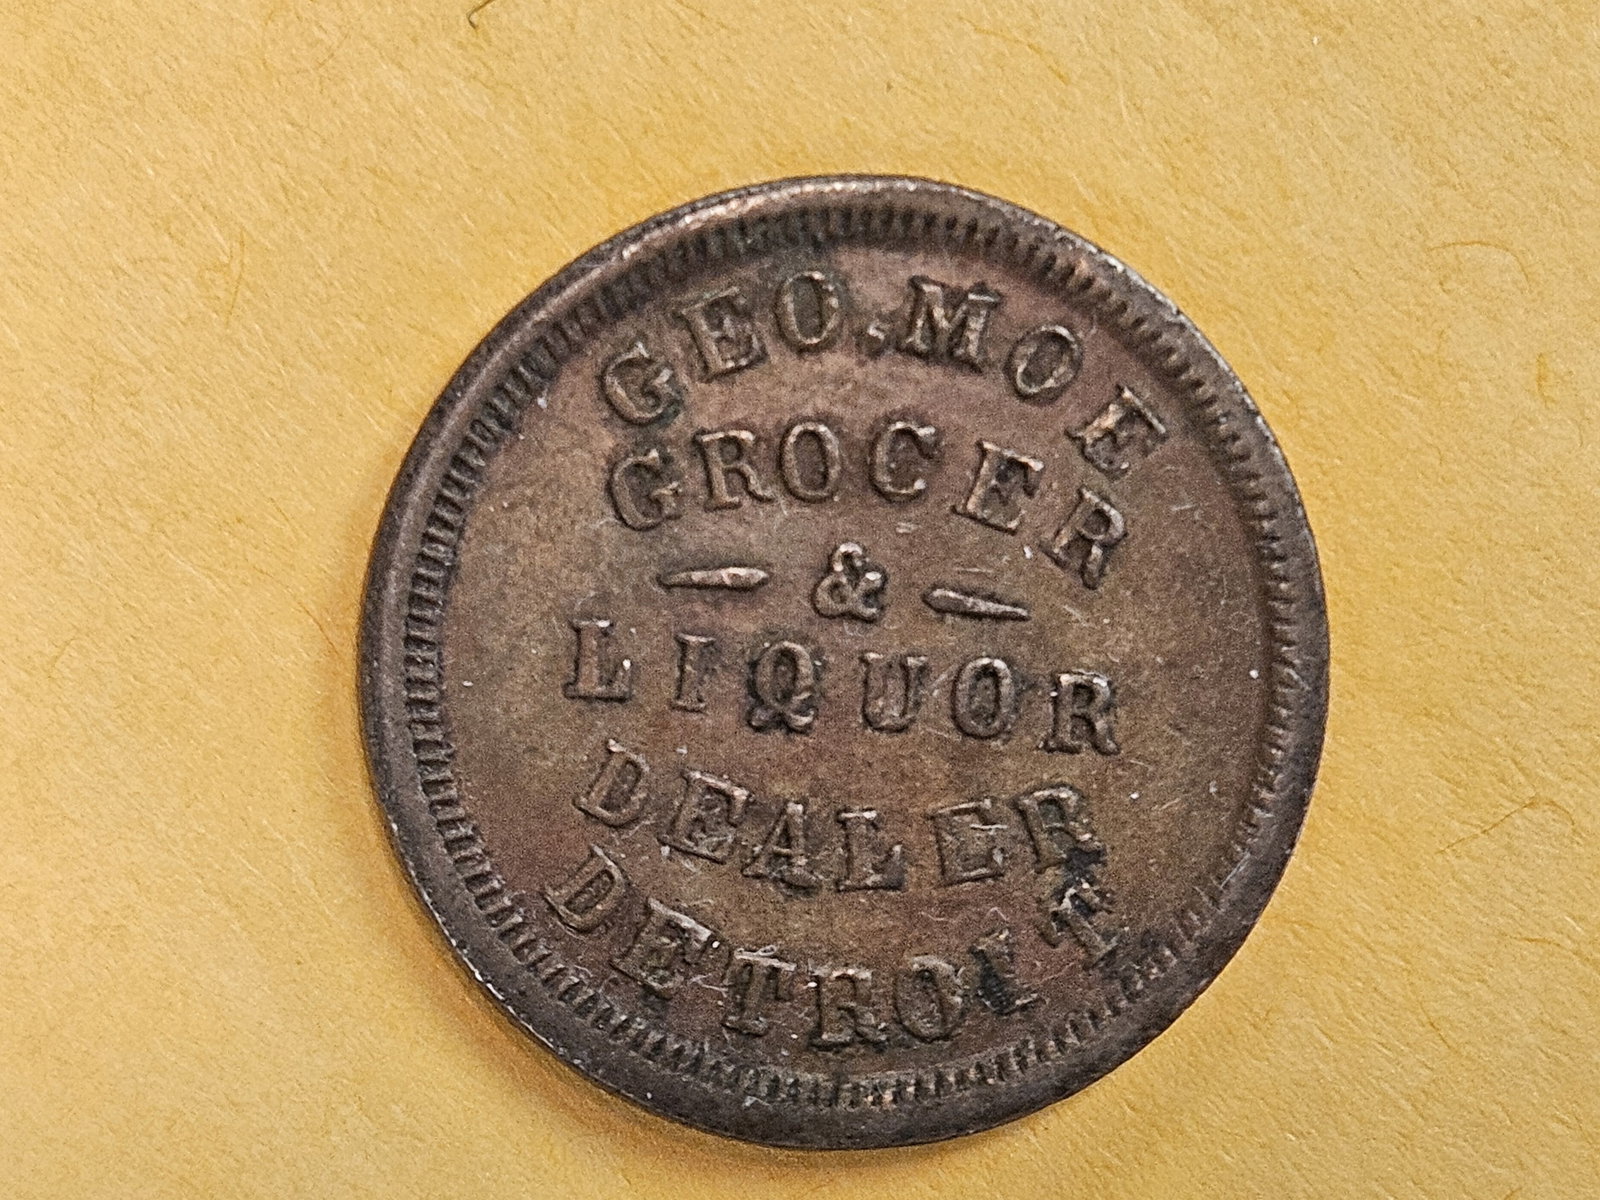 GEO. MOE
GROCER
— & —
LIQUOR
DEALER
DETROIT